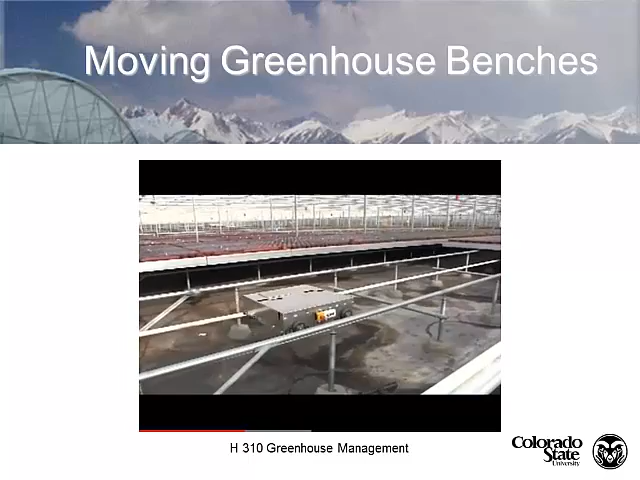 Moving Greenhouse Benches
H 310 Greenhouse Management
Colorado
State
University